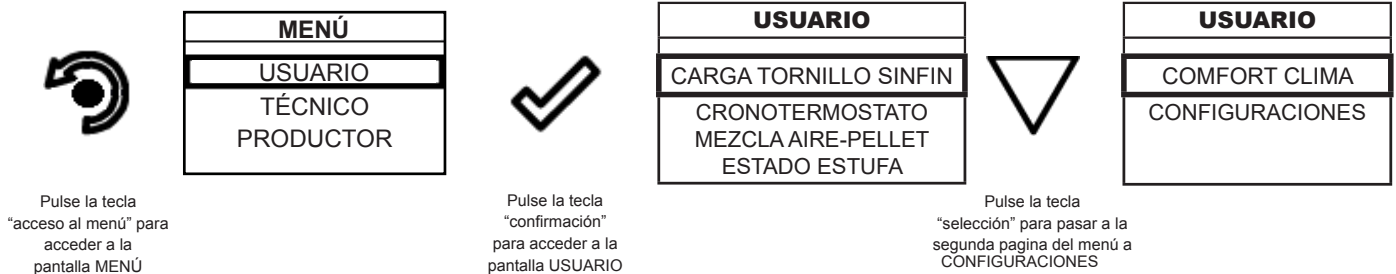 MENÚ
USUARIO
TÉCNICO
PRODUCTOR
USUARIO
CARGA TORNILLO SINFIN
CRONOTERMOSTATO
MEZCLA AIRE-PELLET
ESTADO ESTUFA
USUARIO
COMFORT CLIMA
CONFIGURACIONES
Pulse la tecla
“acceso al menú” para
acceder a la
pantalla MENÚ
Pulse la tecla
“confirmación”
para acceder a la
pantalla USUARIO
Pulse la tecla
“selección” para pasar a la
segunda pagina del menú a
CONFIGURACIONES